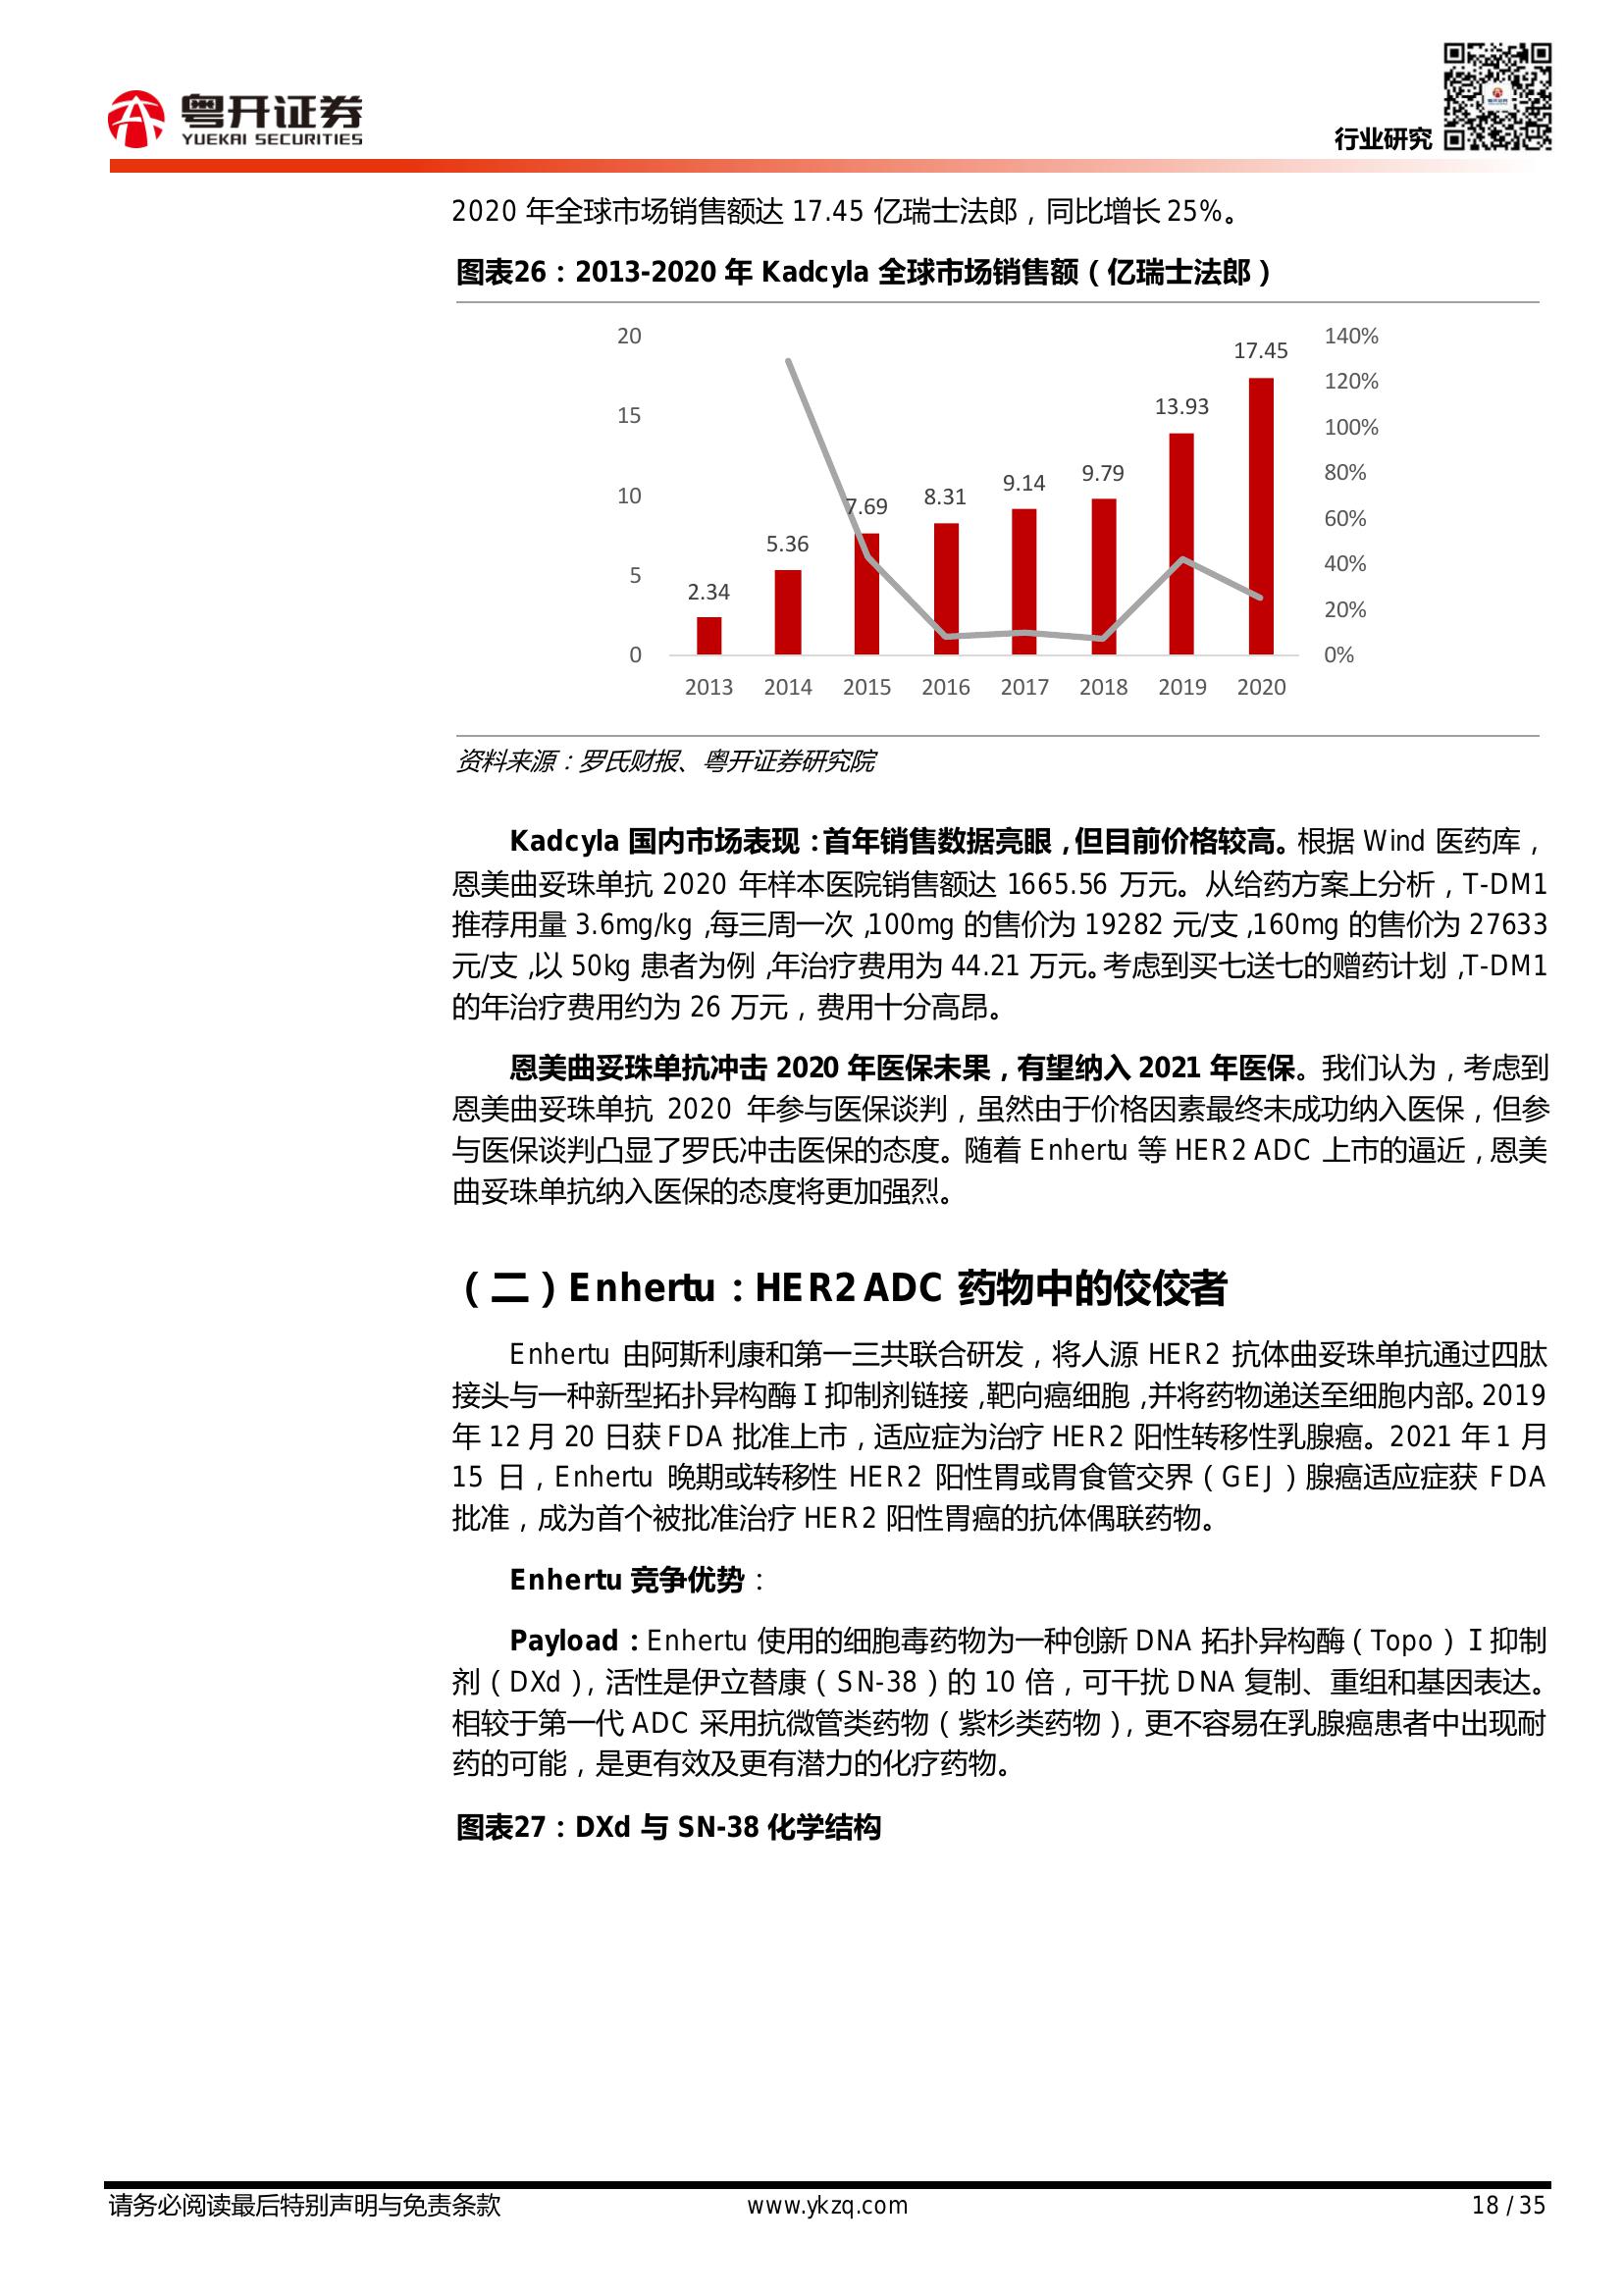 粤开证券
YUEKAI SECURITIES
行业研究
2020 年全球市场销售额达 17.45 亿瑞士法郎，同比增长 25%。
图表26：2013-2020 年 Kadcyla 全球市场销售额（亿瑞士法郎）
20
15
10
5
0
140%
120%
100%
80%
60%
40%
20%
0%
2.34
5.36
7.69
8.31
9.14
9.79
13.93
17.45
2013 2014 2015 2016 2017 2018 2019 2020
资料来源：罗氏财报、粤开证券研究院
Kadcyla 国内市场表现：首年销售数据亮眼，但目前价格较高。根据 Wind 医药库，
恩美曲妥珠单抗 2020 年样本医院销售额达 1665.56 万元。从给药方案上分析，T-DM1
推荐用量 3.6mg/kg，每三周一次，100mg 的售价为 19282 元/支，160mg 的售价为 27633
元/支，以 50kg 患者为例，年治疗费用为 44.21 万元。考虑到买七送七的赠药计划，T-DM1
的年治疗费用约为 26 万元，费用十分高昂。
恩美曲妥珠单抗冲击 2020 年医保未果，有望纳入 2021 年医保。我们认为，考虑到
恩美曲妥珠单抗 2020 年参与医保谈判，虽然由于价格因素最终未成功纳入医保，但参
与医保谈判凸显了罗氏冲击医保的态度。随着 Enhertu 等 HER2 ADC 上市的逼近，恩美
曲妥珠单抗纳入医保的态度将更加强烈。
（二）Enhertu：HER2 ADC 药物中的佼佼者
Enhertu 由阿斯利康和第一三共联合研发，将人源 HER2 抗体曲妥珠单抗通过四肽
接头与一种新型拓扑异构酶 I 抑制剂链接，靶向癌细胞，并将药物递送至细胞内部。2019
年 12 月 20 日获 FDA 批准上市，适应症为治疗 HER2 阳性转移性乳腺癌。2021 年 1 月
15 日，Enhertu 晚期或转移性 HER2 阳性胃或胃食管交界（GEJ）腺癌适应症获 FDA
批准，成为首个被批准治疗 HER2 阳性胃癌的抗体偶联药物。
Enhertu 竞争优势：
Payload：Enhertu 使用的细胞毒药物为一种创新 DNA 拓扑异构酶（Topo）I 抑制
剂（DXd），活性是伊立替康（SN-38）的 10 倍，可干扰 DNA 复制、重组和基因表达。
相较于第一代 ADC 采用抗微管类药物（紫杉类药物），更不容易在乳腺癌患者中出现耐
药的可能，是更有效及更有潜力的化疗药物。
图表27：DXd 与 SN-38 化学结构
请务必阅读最后特别声明与免责条款
www.ykzq.com
18 / 35